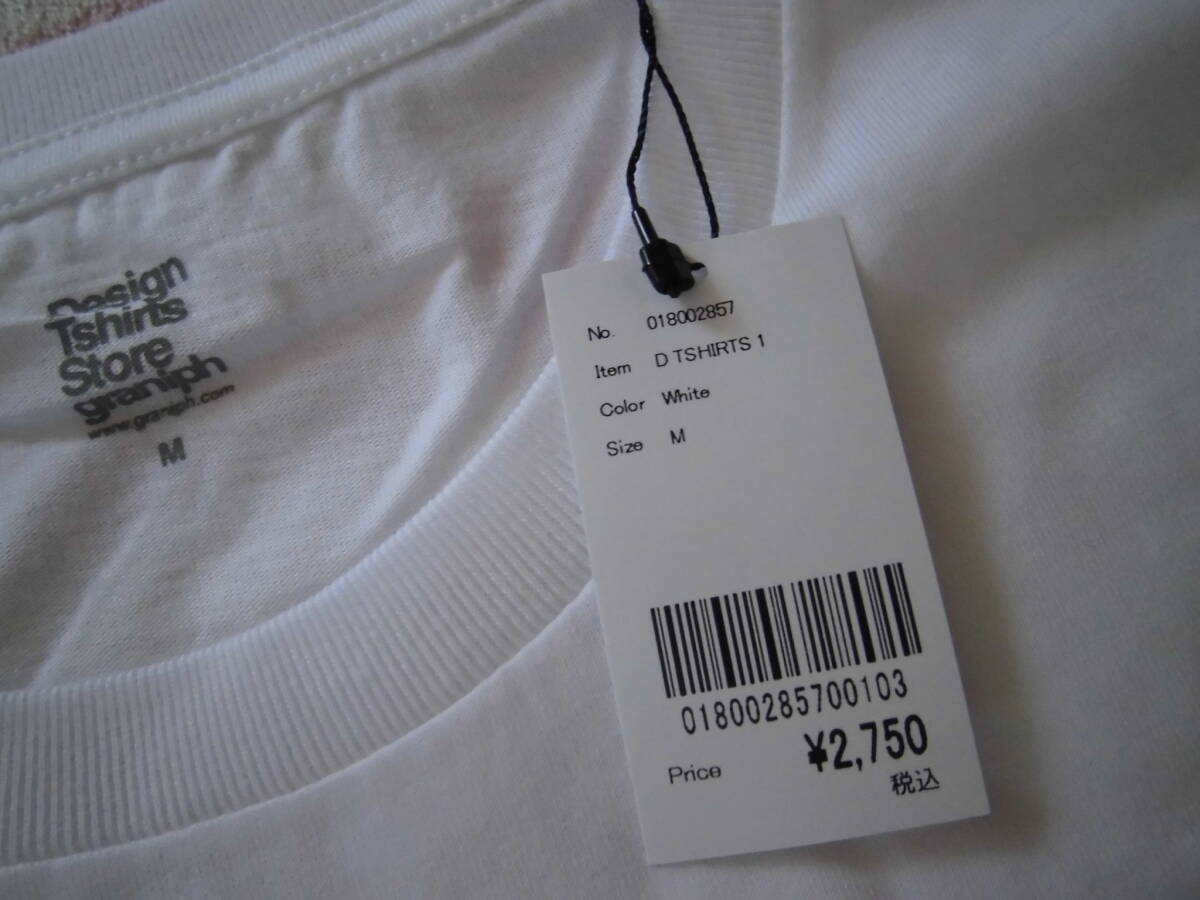 Design
Tshirts
Store
graniph
www.graniph.com
M
No. 018002857
Item D TSHIRTS 1
Color White
Size M
01800285700103
Price ¥2,750
税込